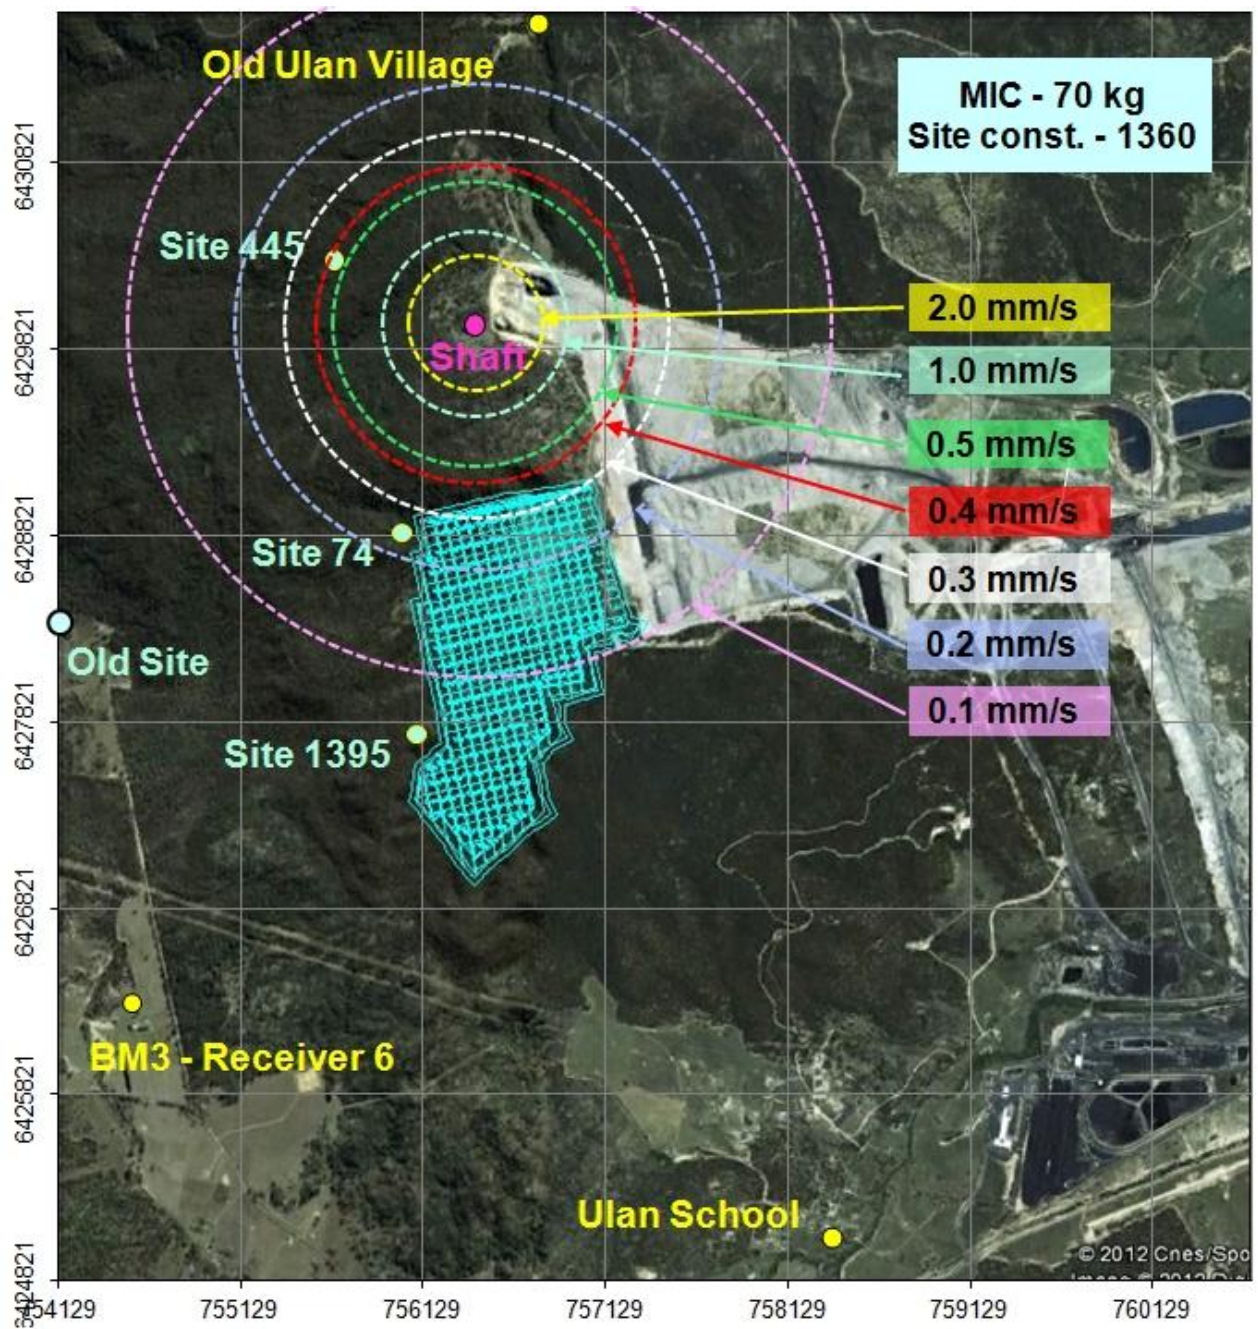 Old Ulan Village
MIC - 70 kg
Site const. - 1360
6430821
Site 445
2.0 mm/s
6429821
Shaft
1.0 mm/s
0.5 mm/s
0.4 mm/s
6428821
Site 74
0.3 mm/s
Old Site
0.2 mm/s
0.1 mm/s
6427821
Site 1395
6426821
BM3 - Receiver 6
6425821
Ulan School
© 2012 Cnes/Spo
6424821
754129 755129 756129 757129 758129 759129 760129